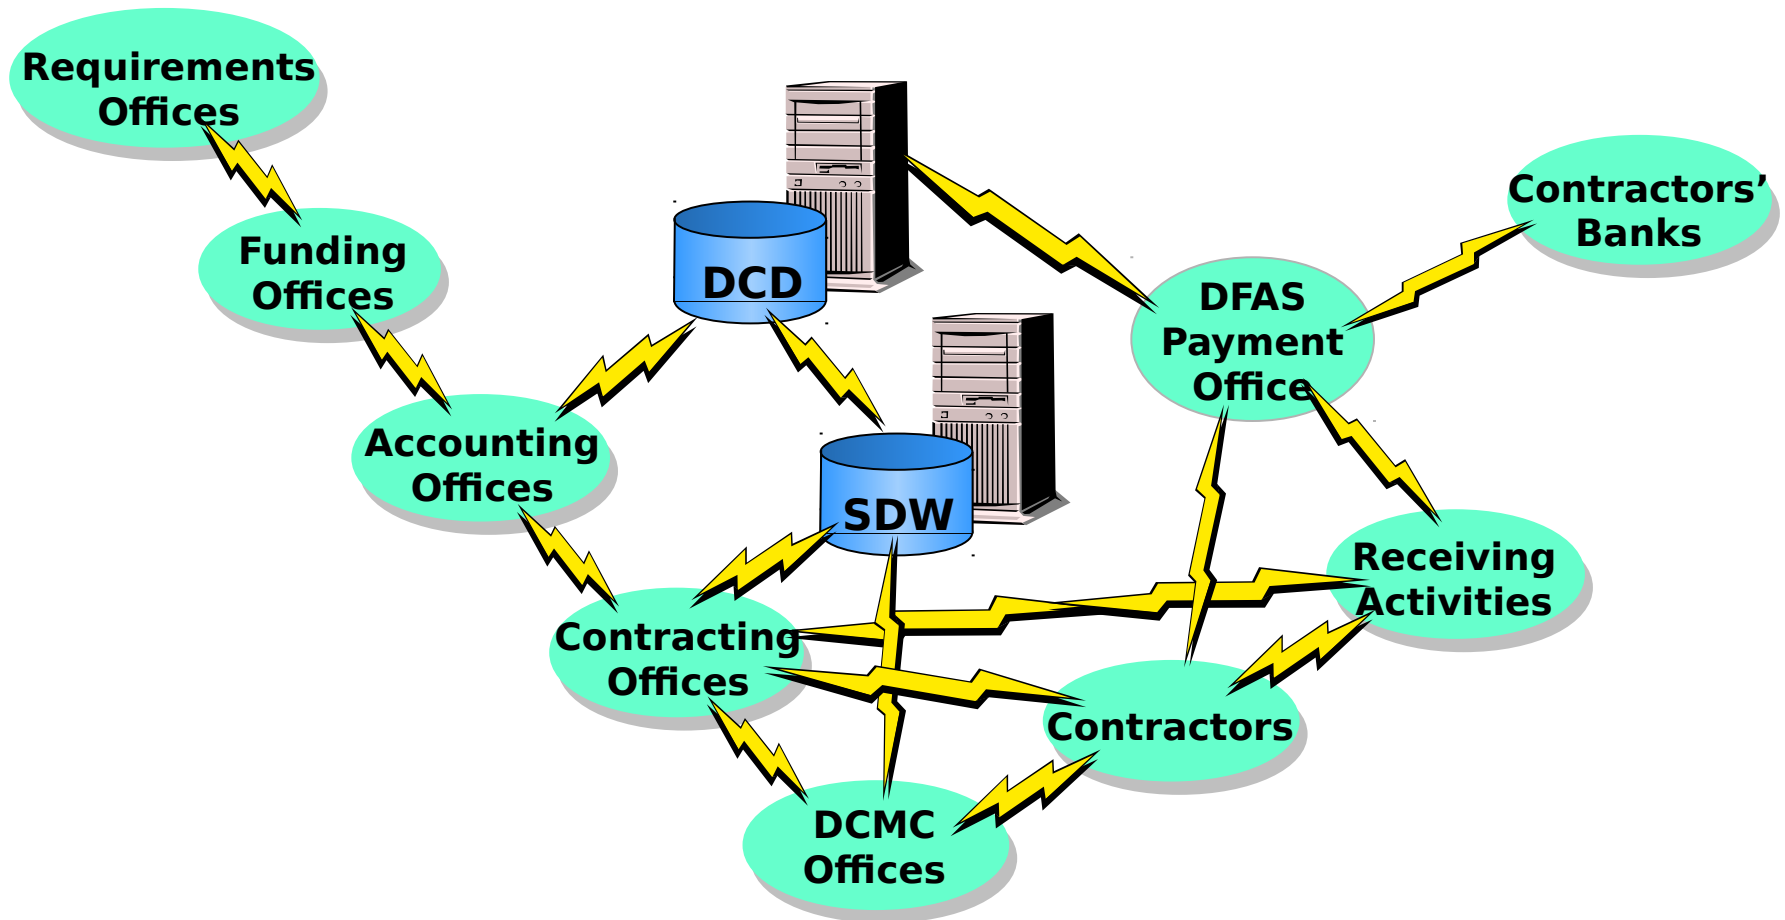 Requirements
Offices
Funding
Offices
Accounting
Offices
Contracting
Offices
DCMC
Offices
DCD
SDW
DFAS
Payment
Office
Contractors’
Banks
Receiving
Activities
Contractors